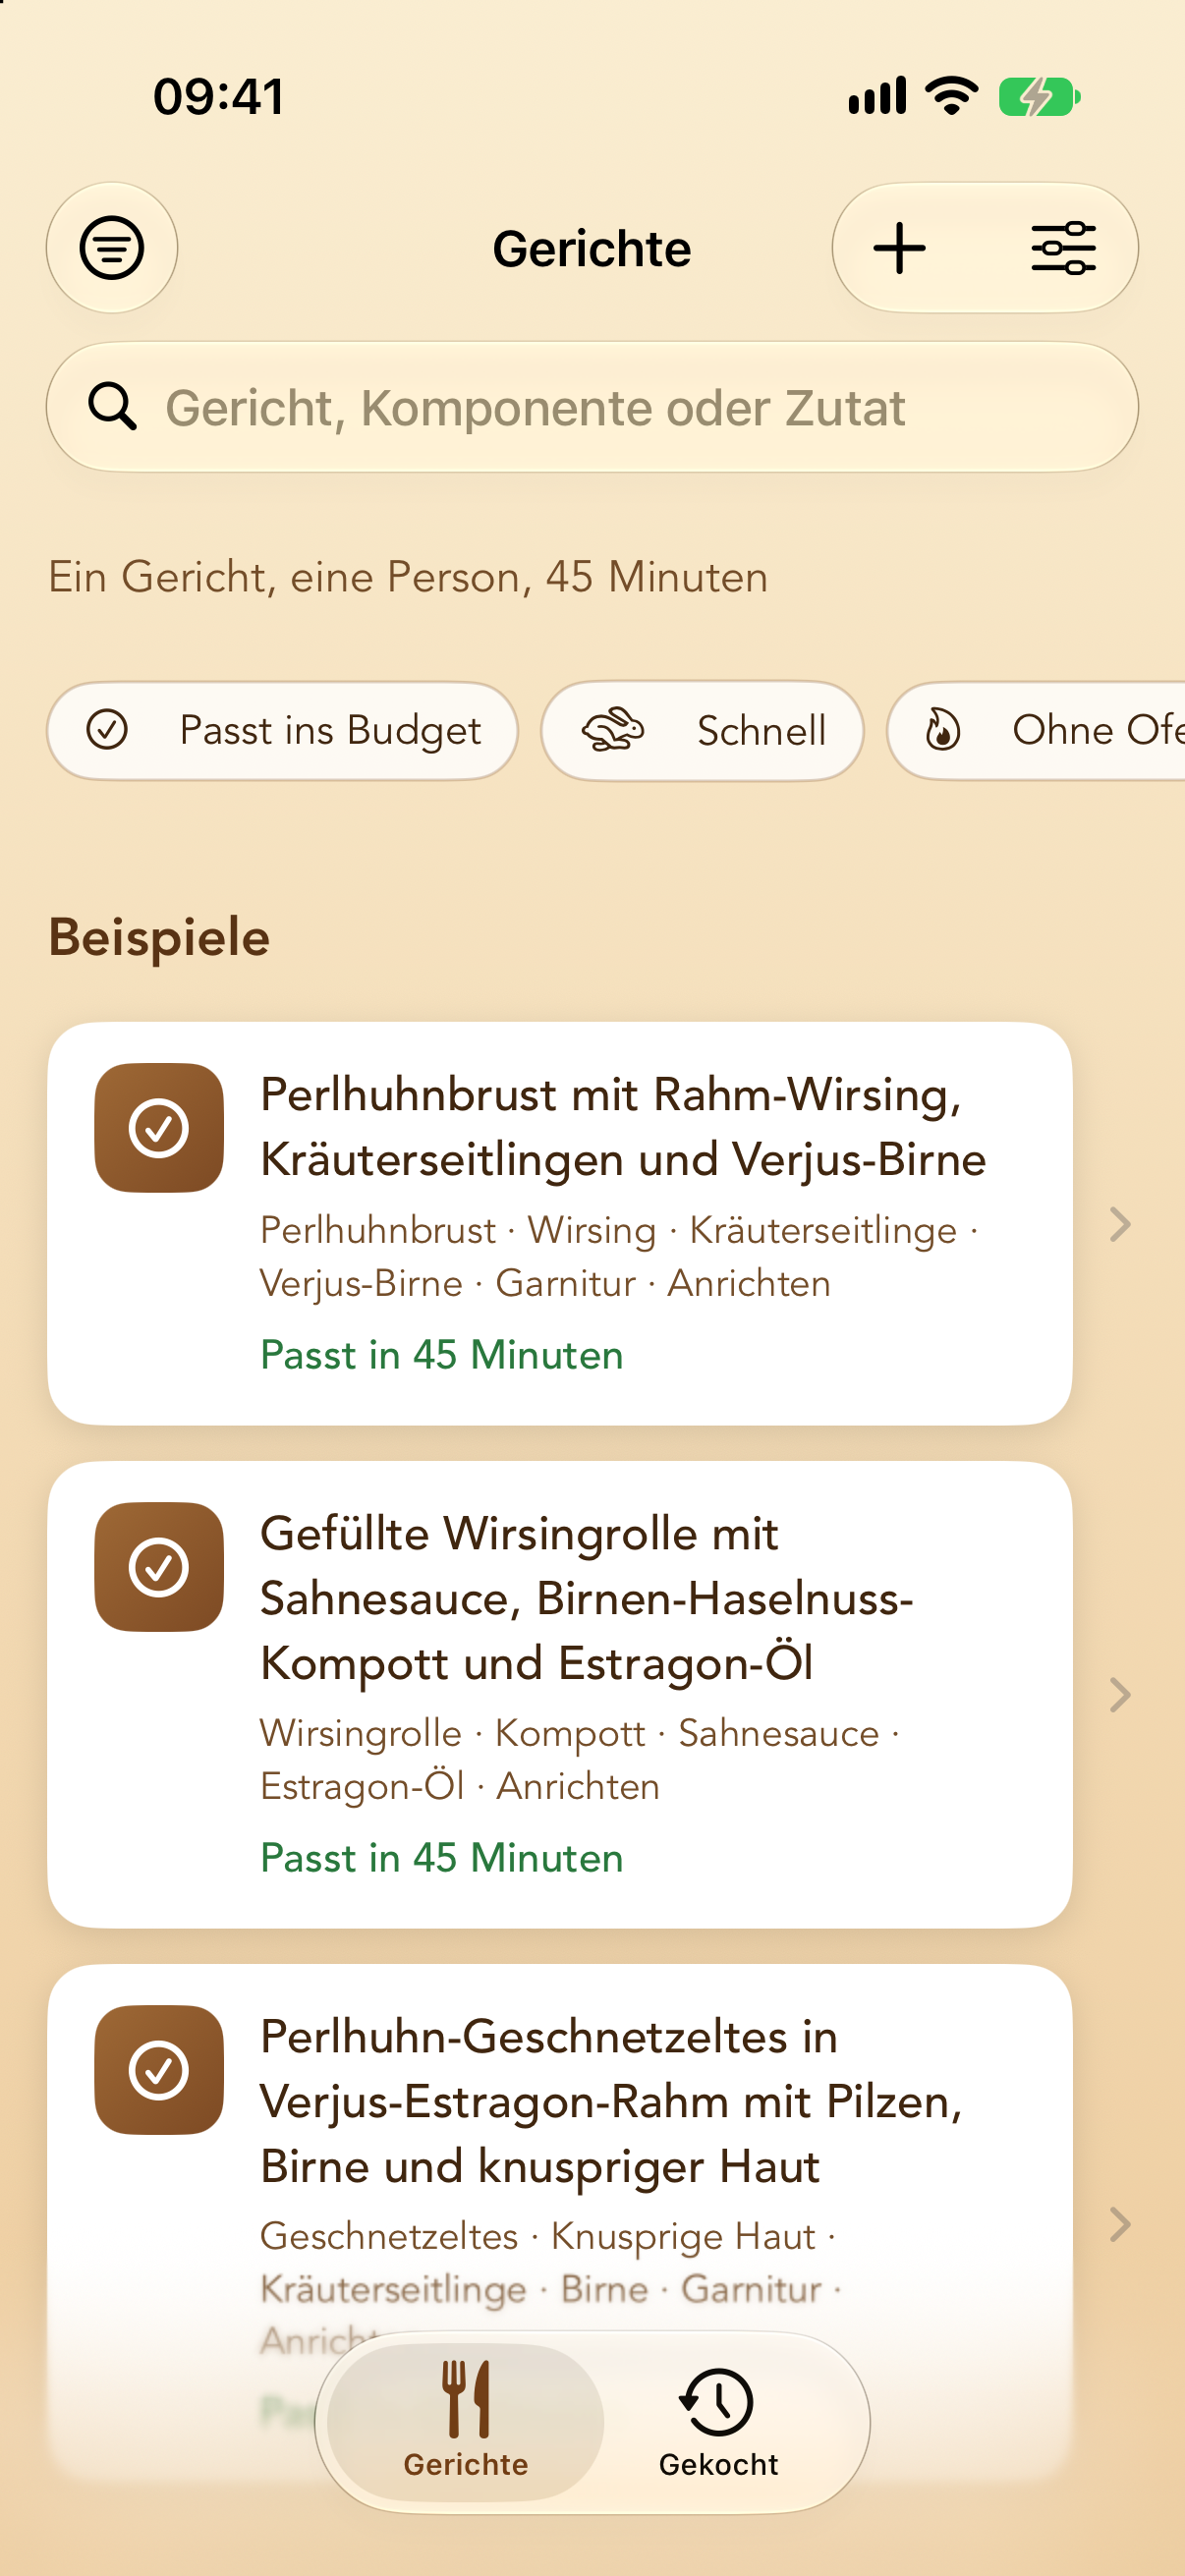 09:41
Gerichte
Gericht, Komponente oder Zutat
Ein Gericht, eine Person, 45 Minuten
Passt ins Budget
Schnell
Ohne Ofe
Beispiele
Perlhuhnbrust mit Rahm-Wirsing,
Kräuterseitlingen und Verjus-Birne
Perlhuhnbrust · Wirsing · Kräuterseitlinge ·
Verjus-Birne · Garnitur · Anrichten
Passt in 45 Minuten
Gefüllte Wirsingrolle mit
Sahnesauce, Birnen-Haselnuss-
Kompott und Estragon-Öl
Wirsingrolle · Kompott · Sahnesauce ·
Estragon-Öl · Anrichten
Passt in 45 Minuten
Perlhuhn-Geschnetzeltes in
Verjus-Estragon-Rahm mit Pilzen,
Birne und knuspriger Haut
Geschnetzeltes · Knusprige Haut ·
Kräuterseitlinge · Birne · Garnitur ·
Gerichte
Gekocht